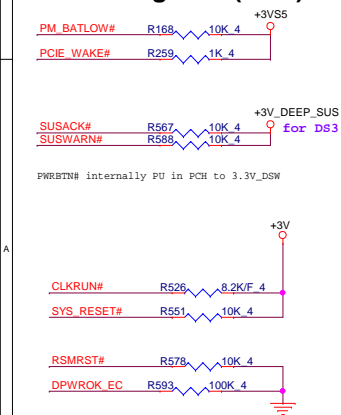 +3VS5
PM_BATLOW# R168 10K_4
PCIE_WAKE# R259 1K_4
+3V_DEEP_SUS
for DS3
SUSACK# R567 10K_4
SUSWARN# R588 10K_4
PWRBTN# internally PU in PCH to 3.3V_DSW
+3V
A
CLKRUN# R526 8.2K/F_4
SYS_RESET# R551 10K_4
RSMRST# R578 10K_4
DPWROK_EC R593 100K_4